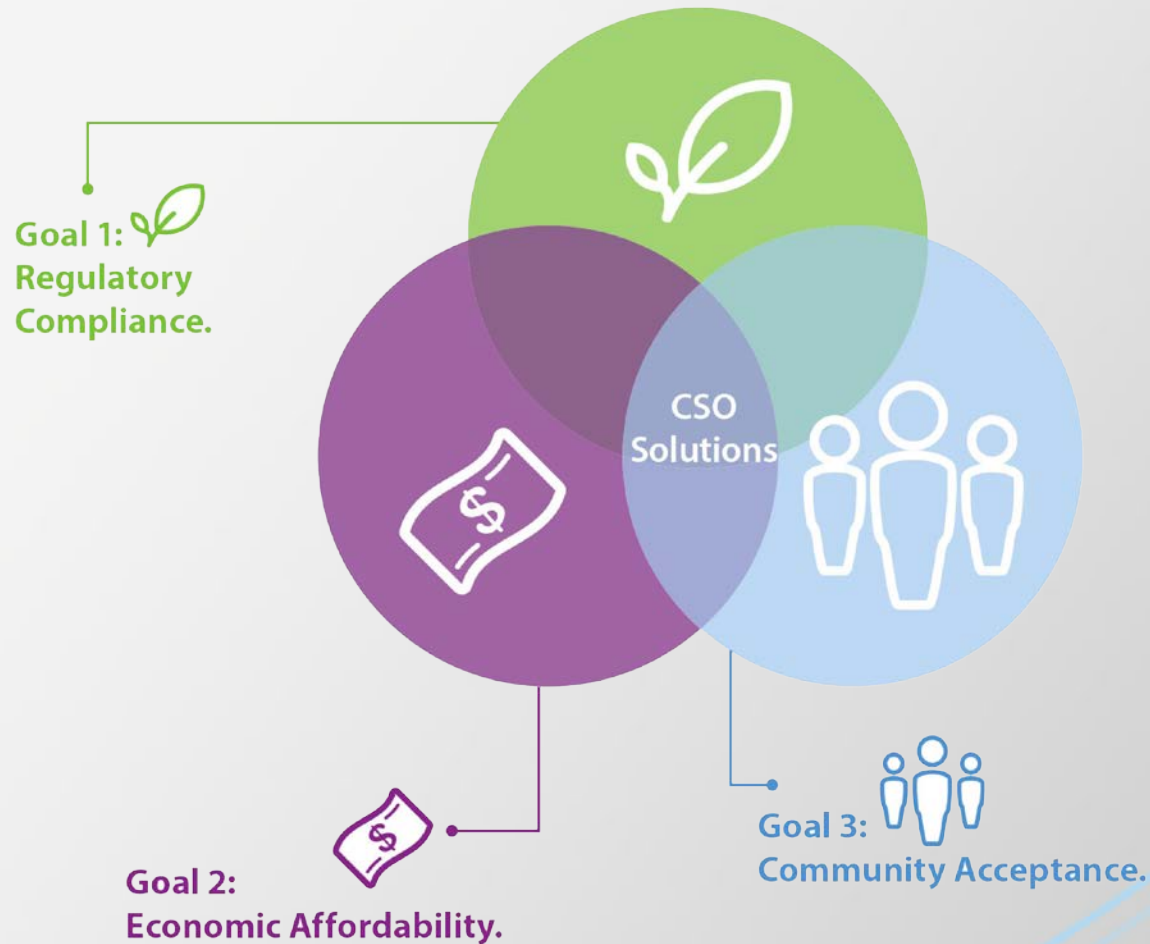 Goal 1:
Regulatory
Compliance.
CSO
Solutions
$
Goal 3:
Community Acceptance.
$
Goal 2:
Economic Affordability.